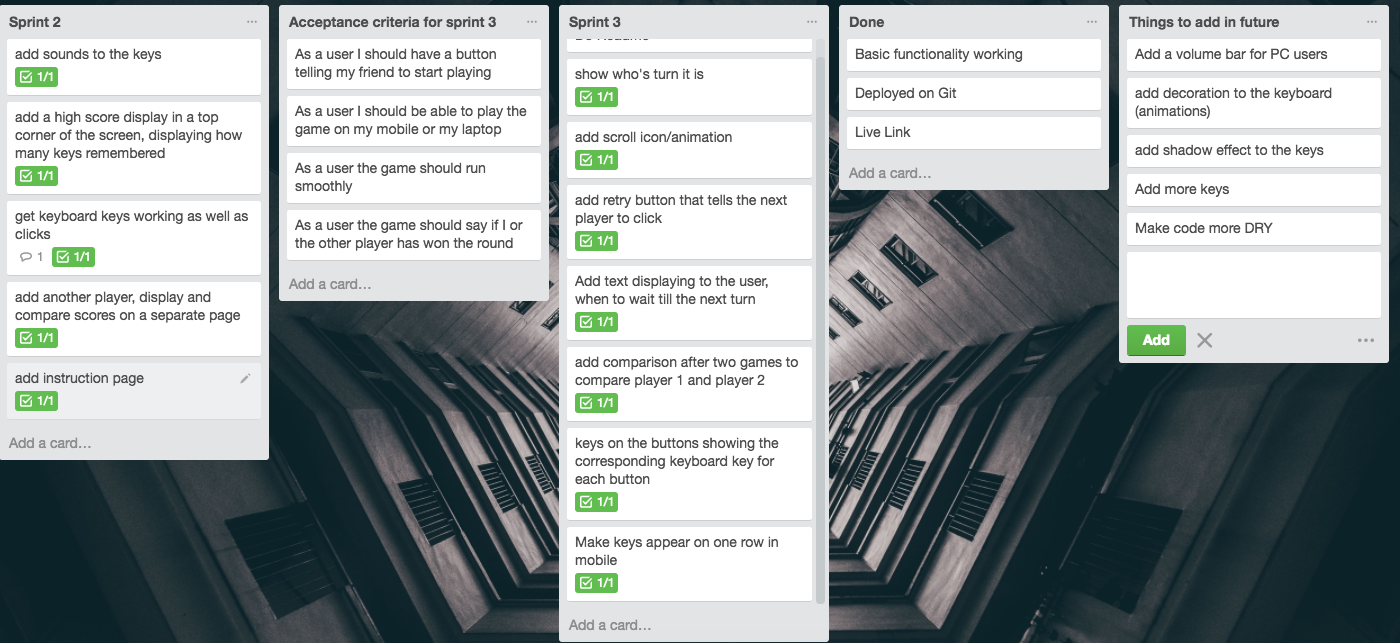 Sprint 2
add sounds to the keys
1/1
add a high score display in a top
corner of the screen, displaying how
many keys remembered
1/1
get keyboard keys working as well as
clicks
1 1/1
add another player, display and
compare scores on a separate page
1/1
add instruction page
1/1
Add a card...
Acceptance criteria for sprint 3
As a user I should have a button
telling my friend to start playing
As a user I should be able to play the
game on my mobile or my laptop
As a user the game should run
smoothly
As a user the game should say if I or
the other player has won the round
Add a card...
Sprint 3
show who's turn it is
1/1
add scroll icon/animation
1/1
add retry button that tells the next
player to click
1/1
Add text displaying to the user,
when to wait till the next turn
1/1
add comparison after two games to
compare player 1 and player 2
1/1
keys on the buttons showing the
corresponding keyboard key for
each button
1/1
Make keys appear on one row in
mobile
1/1
Add a card...
Done
Basic functionality working
Deployed on Git
Live Link
Add a card...
Things to add in future
Add a volume bar for PC users
add decoration to the keyboard
(animations)
add shadow effect to the keys
Add more keys
Make code more DRY
Add